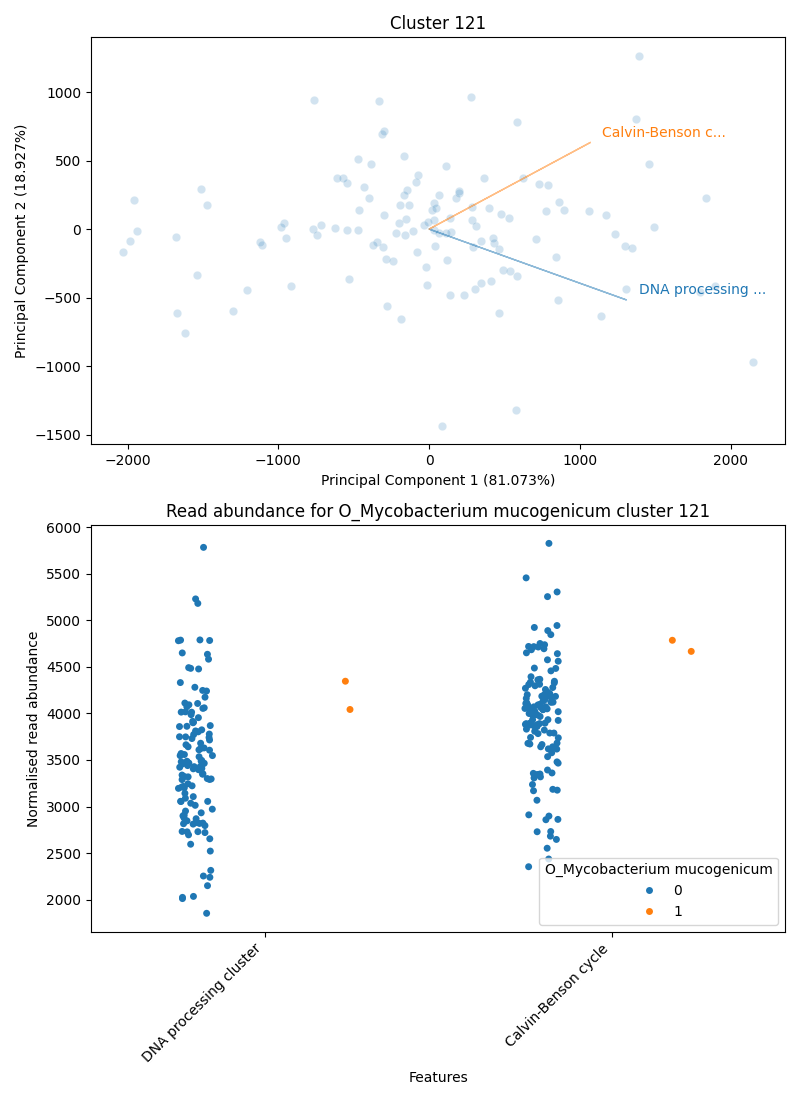 Cluster 121
Principal Component 2 (18.927%)
1000
500
0
−500
−1000
−1500
Calvin-Benson c...
DNA processing ...
−2000
−1000
0
1000
2000
Principal Component 1 (81.073%)
Read abundance for O_Mycobacterium mucogenicum cluster 121
Normalised read abundance
6000
5500
5000
4500
4000
3500
3000
2500
2000
O_Mycobacterium mucogenicum
0
1
DNA processing cluster
Calvin-Benson cycle
Features